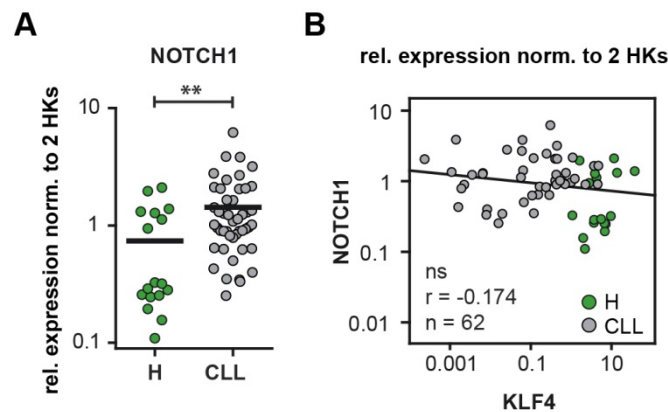 A
NOTCH1
**
rel. expression norm. to 2 HKs
10
1
0.1
H
CLL
B
rel. expression norm. to 2 HKs
NOTCH1
10
1
0.1
0.01
ns
r = -0.174
n = 62
H
CLL
0.001
0.1
10
KLF4